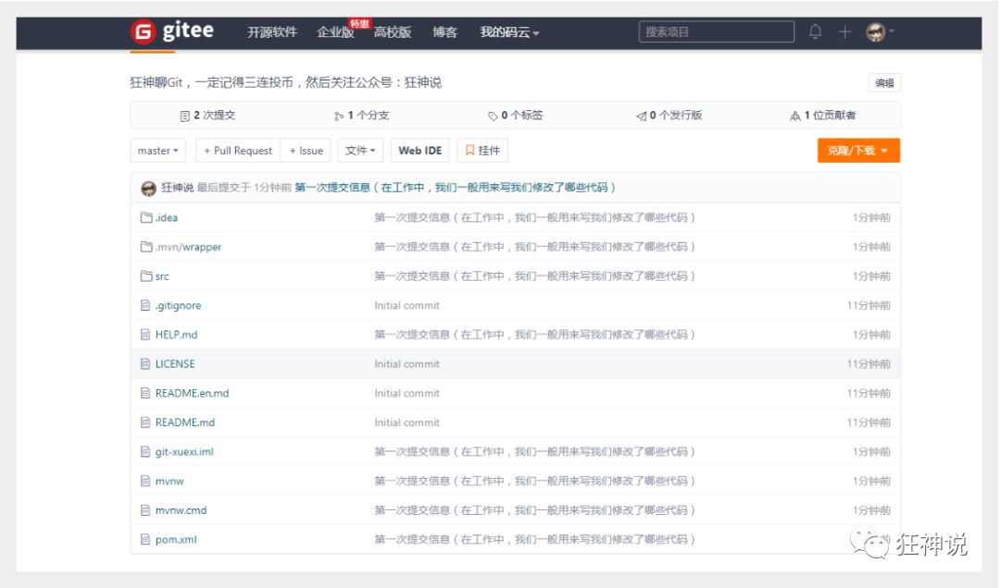 gitee 开源软件 企业版 特惠 高校版 博客 我的码云 搜索项目
狂神聊Git，一定记得三连投币，然后关注公众号：狂神说 编辑
2 次提交 1 个分支 0 个标签 0 个发行版 1 位贡献者
master + Pull Request + Issue 文件 Web IDE 挂件 克隆/下载
狂神说 最后提交于 1分钟前 第一次提交信息（在工作中，我们一般用来写我们修改了哪些代码）
.idea 第一次提交信息（在工作中，我们一般用来写我们修改了哪些代码） 1分钟前
.mvn/wrapper 第一次提交信息（在工作中，我们一般用来写我们修改了哪些代码） 1分钟前
src 第一次提交信息（在工作中，我们一般用来写我们修改了哪些代码） 1分钟前
.gitignore Initial commit 11分钟前
HELP.md 第一次提交信息（在工作中，我们一般用来写我们修改了哪些代码） 1分钟前
LICENSE Initial commit 11分钟前
README.en.md Initial commit 11分钟前
README.md Initial commit 11分钟前
git-xuexi.iml 第一次提交信息（在工作中，我们一般用来写我们修改了哪些代码） 1分钟前
mvnw 第一次提交信息（在工作中，我们一般用来写我们修改了哪些代码） 1分钟前
mvnw.cmd 第一次提交信息（在工作中，我们一般用来写我们修改了哪些代码） 1分钟前
pom.xml 第一次提交信息（在工作中，我们一般用来写我们修改了哪些代码） 前
狂神说